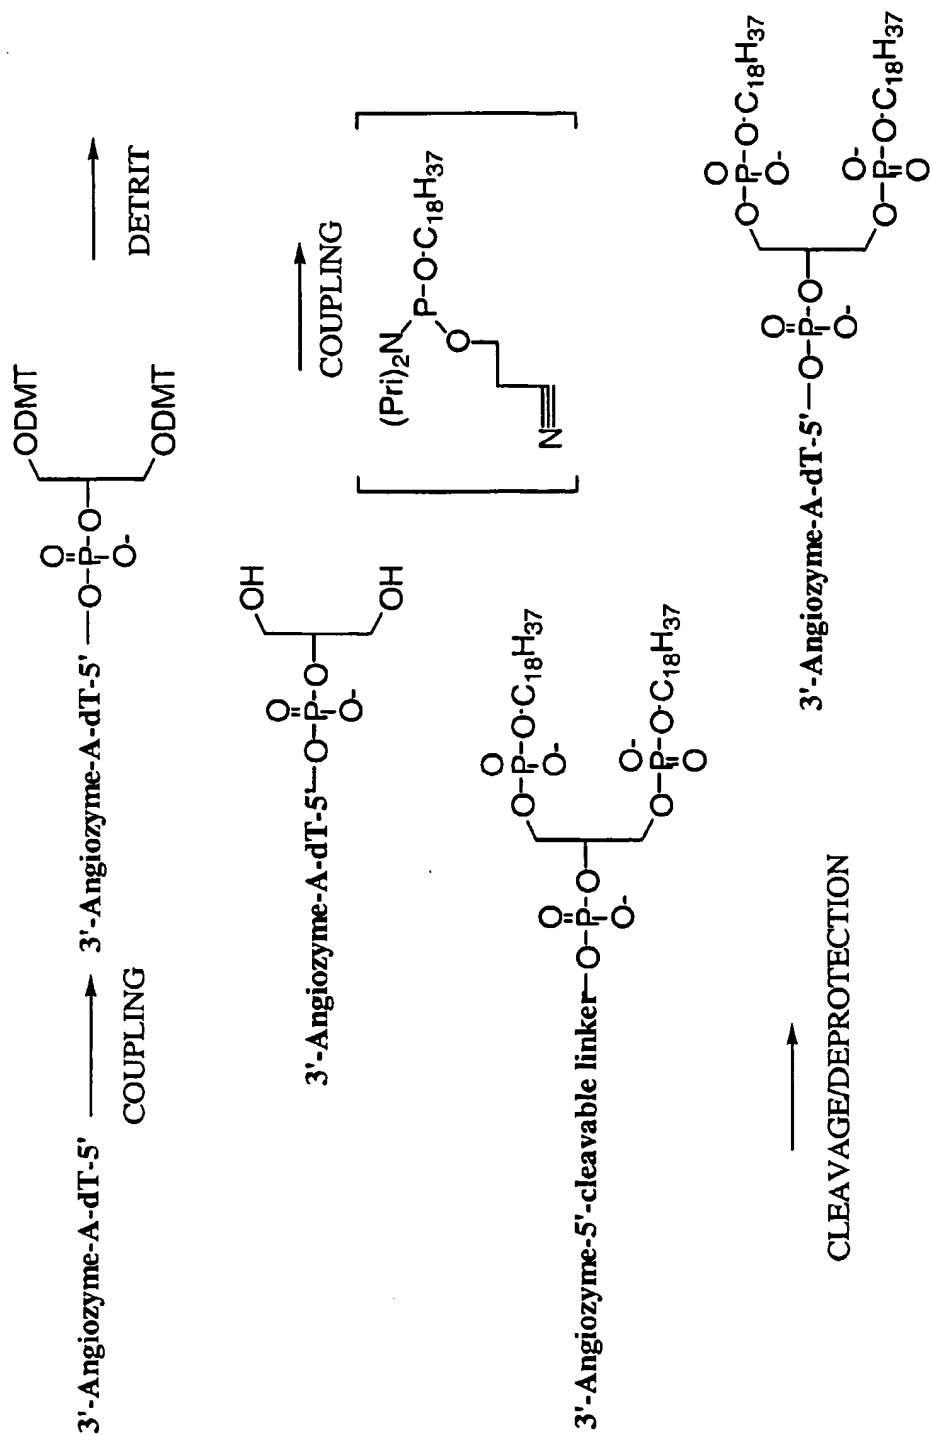 3'-Angiozyme-A-dT-5'
COUPLING
3'-Angiozyme-A-dT-5' —O-P-O
O
O-
ODMT
ODMT
DETRIT
3'-Angiozyme-A-dT-5'—O-P-O
O
O-
OH
OH
COUPLING
(Pri)2N
P-O-C18H37
O
N
3'-Angiozyme-5'-cleavable linker—O-P-O
O
O-
O-P-O-C18H37
O
O-
O-P-O-C18H37
O-
O
CLEAVAGE/DEPROTECTION
3'-Angiozyme-A-dT-5'—O-P-O
O
O-
O-P-O-C18H37
O
O-
O-P-O-C18H37
O-
O